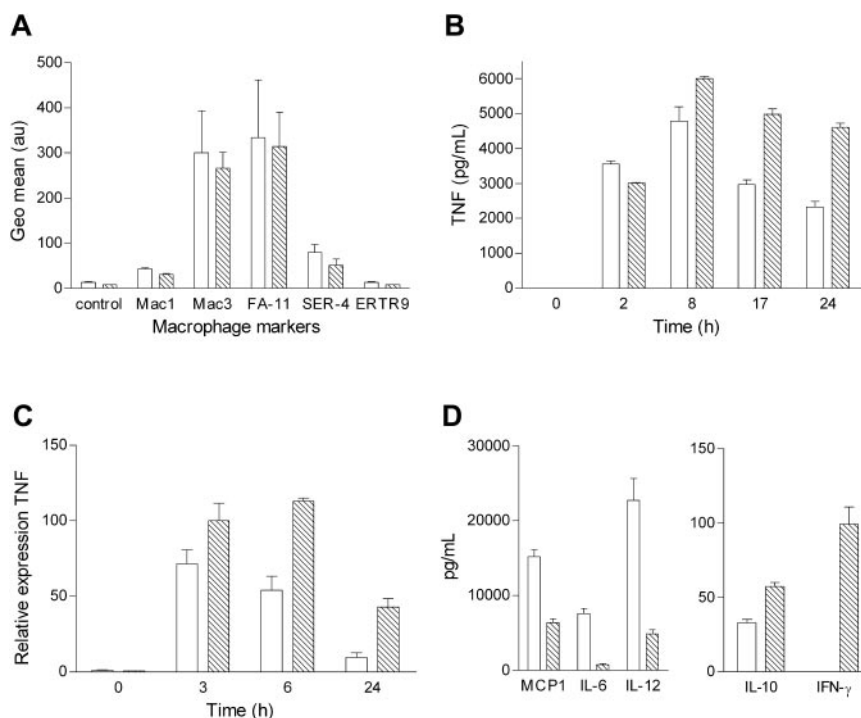 A
500
400
300
200
100
0
Geo mean (au)
control Mac1 Mac3 FA-11 SER-4 ERTR9
Macrophage markers
B
6000
5000
4000
3000
2000
1000
0
TNF (pg/mL)
0 2 8 17 24
Time (h)
C
150
100
50
0
Relative expression TNF
0 3 6 24
Time (h)
D
30000
20000
10000
0
pg/mL
MCP1 IL-6 IL-12
150
100
50
0
IL-10 IFN-γ